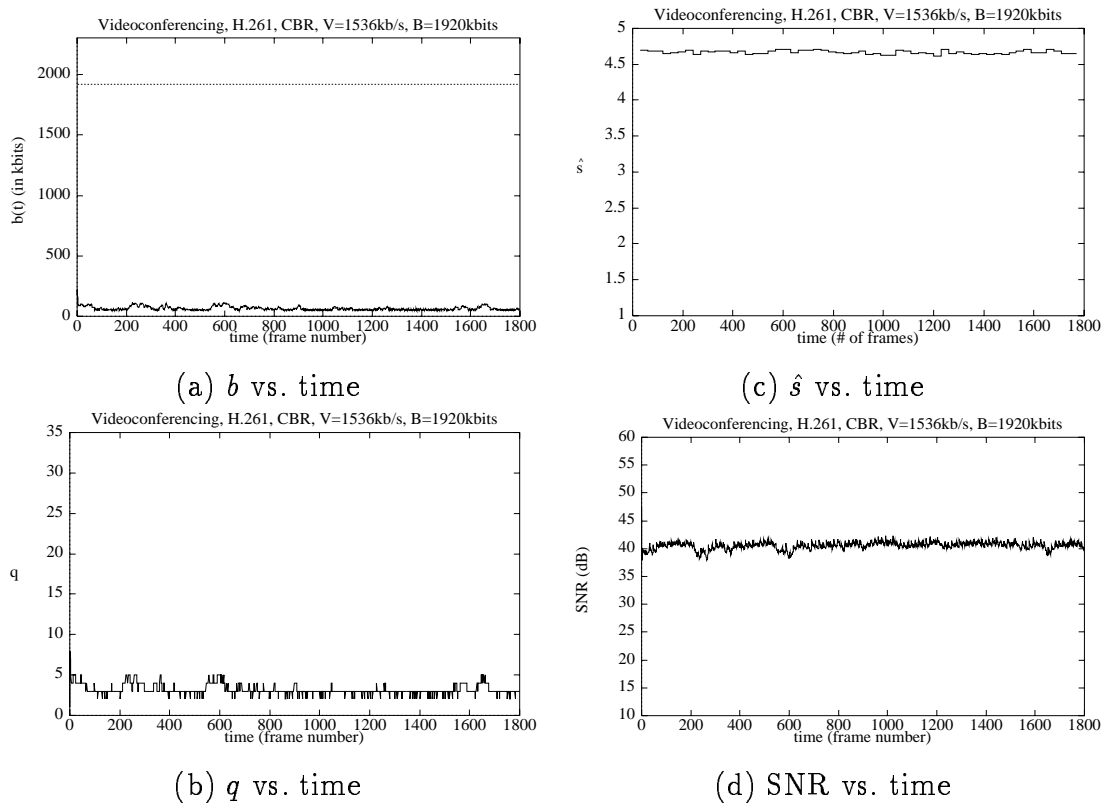 Videoconferencing, H.261, CBR, V=1536kb/s, B=1920kbits
2000
1500
1000
500
0
b(t) (in kbits)
0 200 400 600 800 1000 1200 1400 1600 1800
time (frame number)
(a) b vs. time
Videoconferencing, H.261, CBR, V=1536kb/s, B=1920kbits
5
4.5
4
3.5
3
2.5
2
1.5
1
ŝ
0 200 400 600 800 1000 1200 1400 1600 1800
time (# of frames)
(c) ŝ vs. time
Videoconferencing, H.261, CBR, V=1536kb/s, B=1920kbits
35
30
25
20
15
10
5
0
q
0 200 400 600 800 1000 1200 1400 1600 1800
time (frame number)
(b) q vs. time
Videoconferencing, H.261, CBR, V=1536kb/s, B=1920kbits
60
55
50
45
40
35
30
25
20
15
10
SNR (dB)
0 200 400 600 800 1000 1200 1400 1600 1800
time (frame number)
(d) SNR vs. time